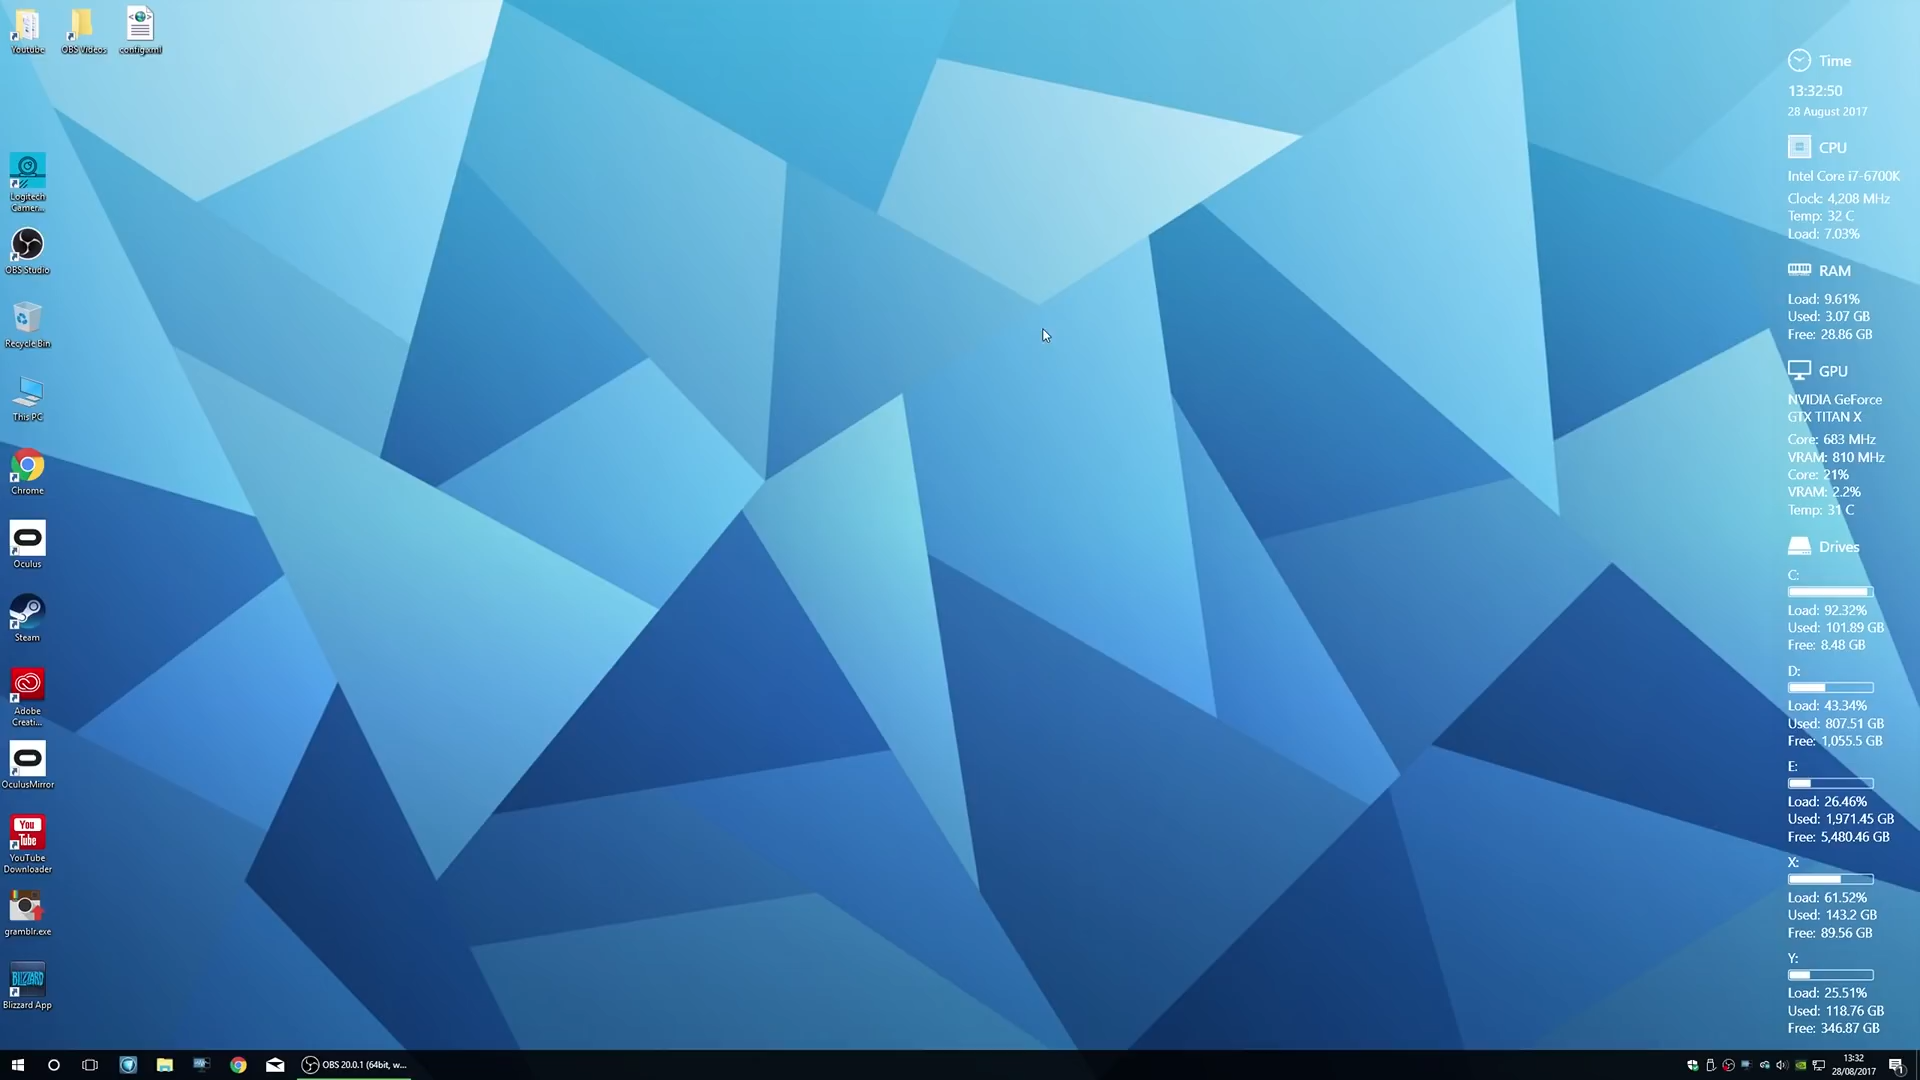 Youtube
OBS Videos
config.xml
Logitech
Camer...
OBS Studio
Recycle Bin
This PC
Chrome
Oculus
Steam
Adobe
Creati...
OculusMirror
You
Tube
YouTube
Downloader
gramblr.exe
BLIZZARD
Blizzard App
Time
13:32:50
28 August 2017
CPU
Intel Core i7-6700K
Clock: 4,208 MHz
Temp: 32 C
Load: 7.03%
RAM
Load: 9.61%
Used: 3.07 GB
Free: 28.86 GB
GPU
NVIDIA GeForce
GTX TITAN X
Core: 683 MHz
VRAM: 810 MHz
Core: 21%
VRAM: 2.2%
Temp: 31 C
Drives
C:
Load: 92.32%
Used: 101.89 GB
Free: 8.48 GB
D:
Load: 43.34%
Used: 807.51 GB
Free: 1,055.5 GB
E:
Load: 26.46%
Used: 1,971.45 GB
Free: 5,480.46 GB
X:
Load: 61.52%
Used: 143.2 GB
Free: 89.56 GB
Y:
Load: 25.51%
Used: 118.76 GB
Free: 346.87 GB
OBS 20.0.1 (64bit, w...
13:32
28/08/2017
1